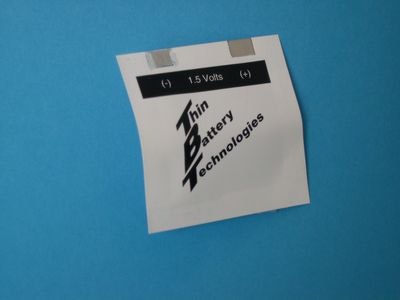 (-) 1.5 Volts (+)
Thin
Battery
Technologies